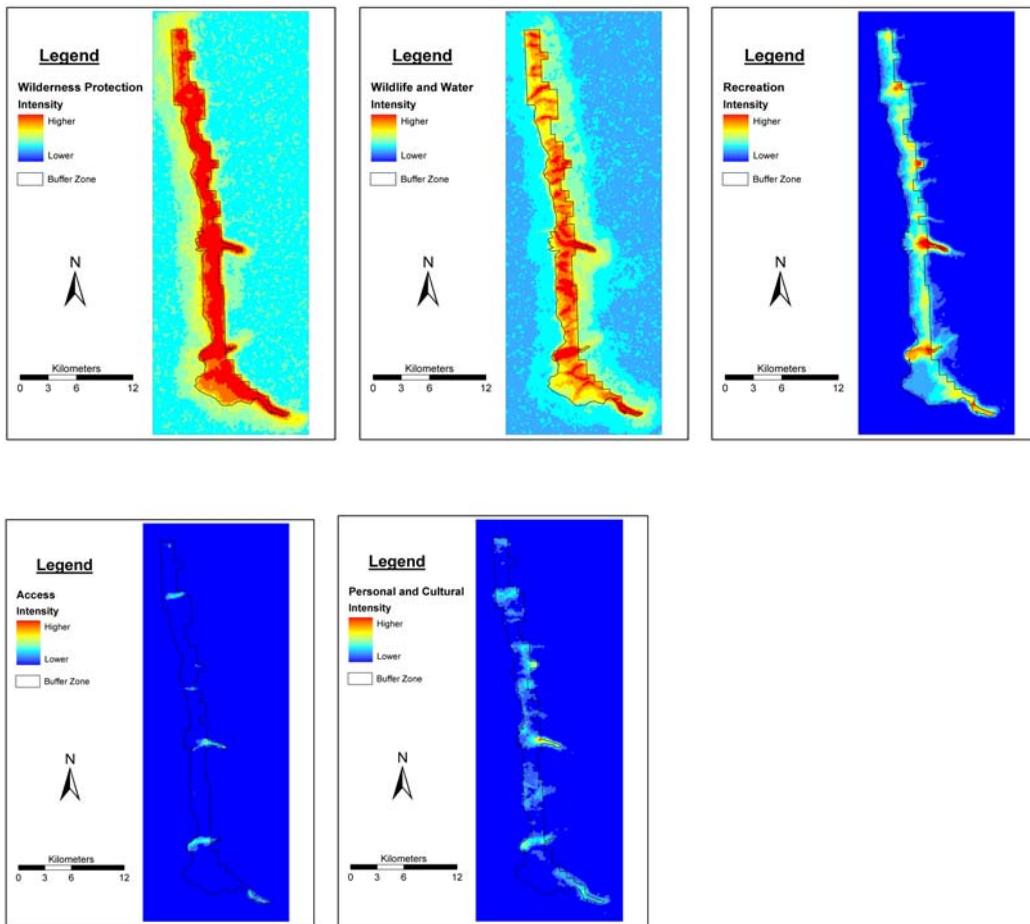 Legend
Wilderness Protection
Intensity
Higher
Lower
Buffer Zone
N
Kilometers
0 3 6 12
Legend
Wildlife and Water
Intensity
Higher
Lower
Buffer Zone
N
Kilometers
0 3 6 12
Legend
Recreation
Intensity
Higher
Lower
Buffer Zone
N
Kilometers
0 3 6 12
Legend
Access
Intensity
Higher
Lower
Buffer Zone
N
Kilometers
0 3 6 12
Legend
Personal and Cultural
Intensity
Higher
Lower
Buffer Zone
N
Kilometers
0 3 6 12